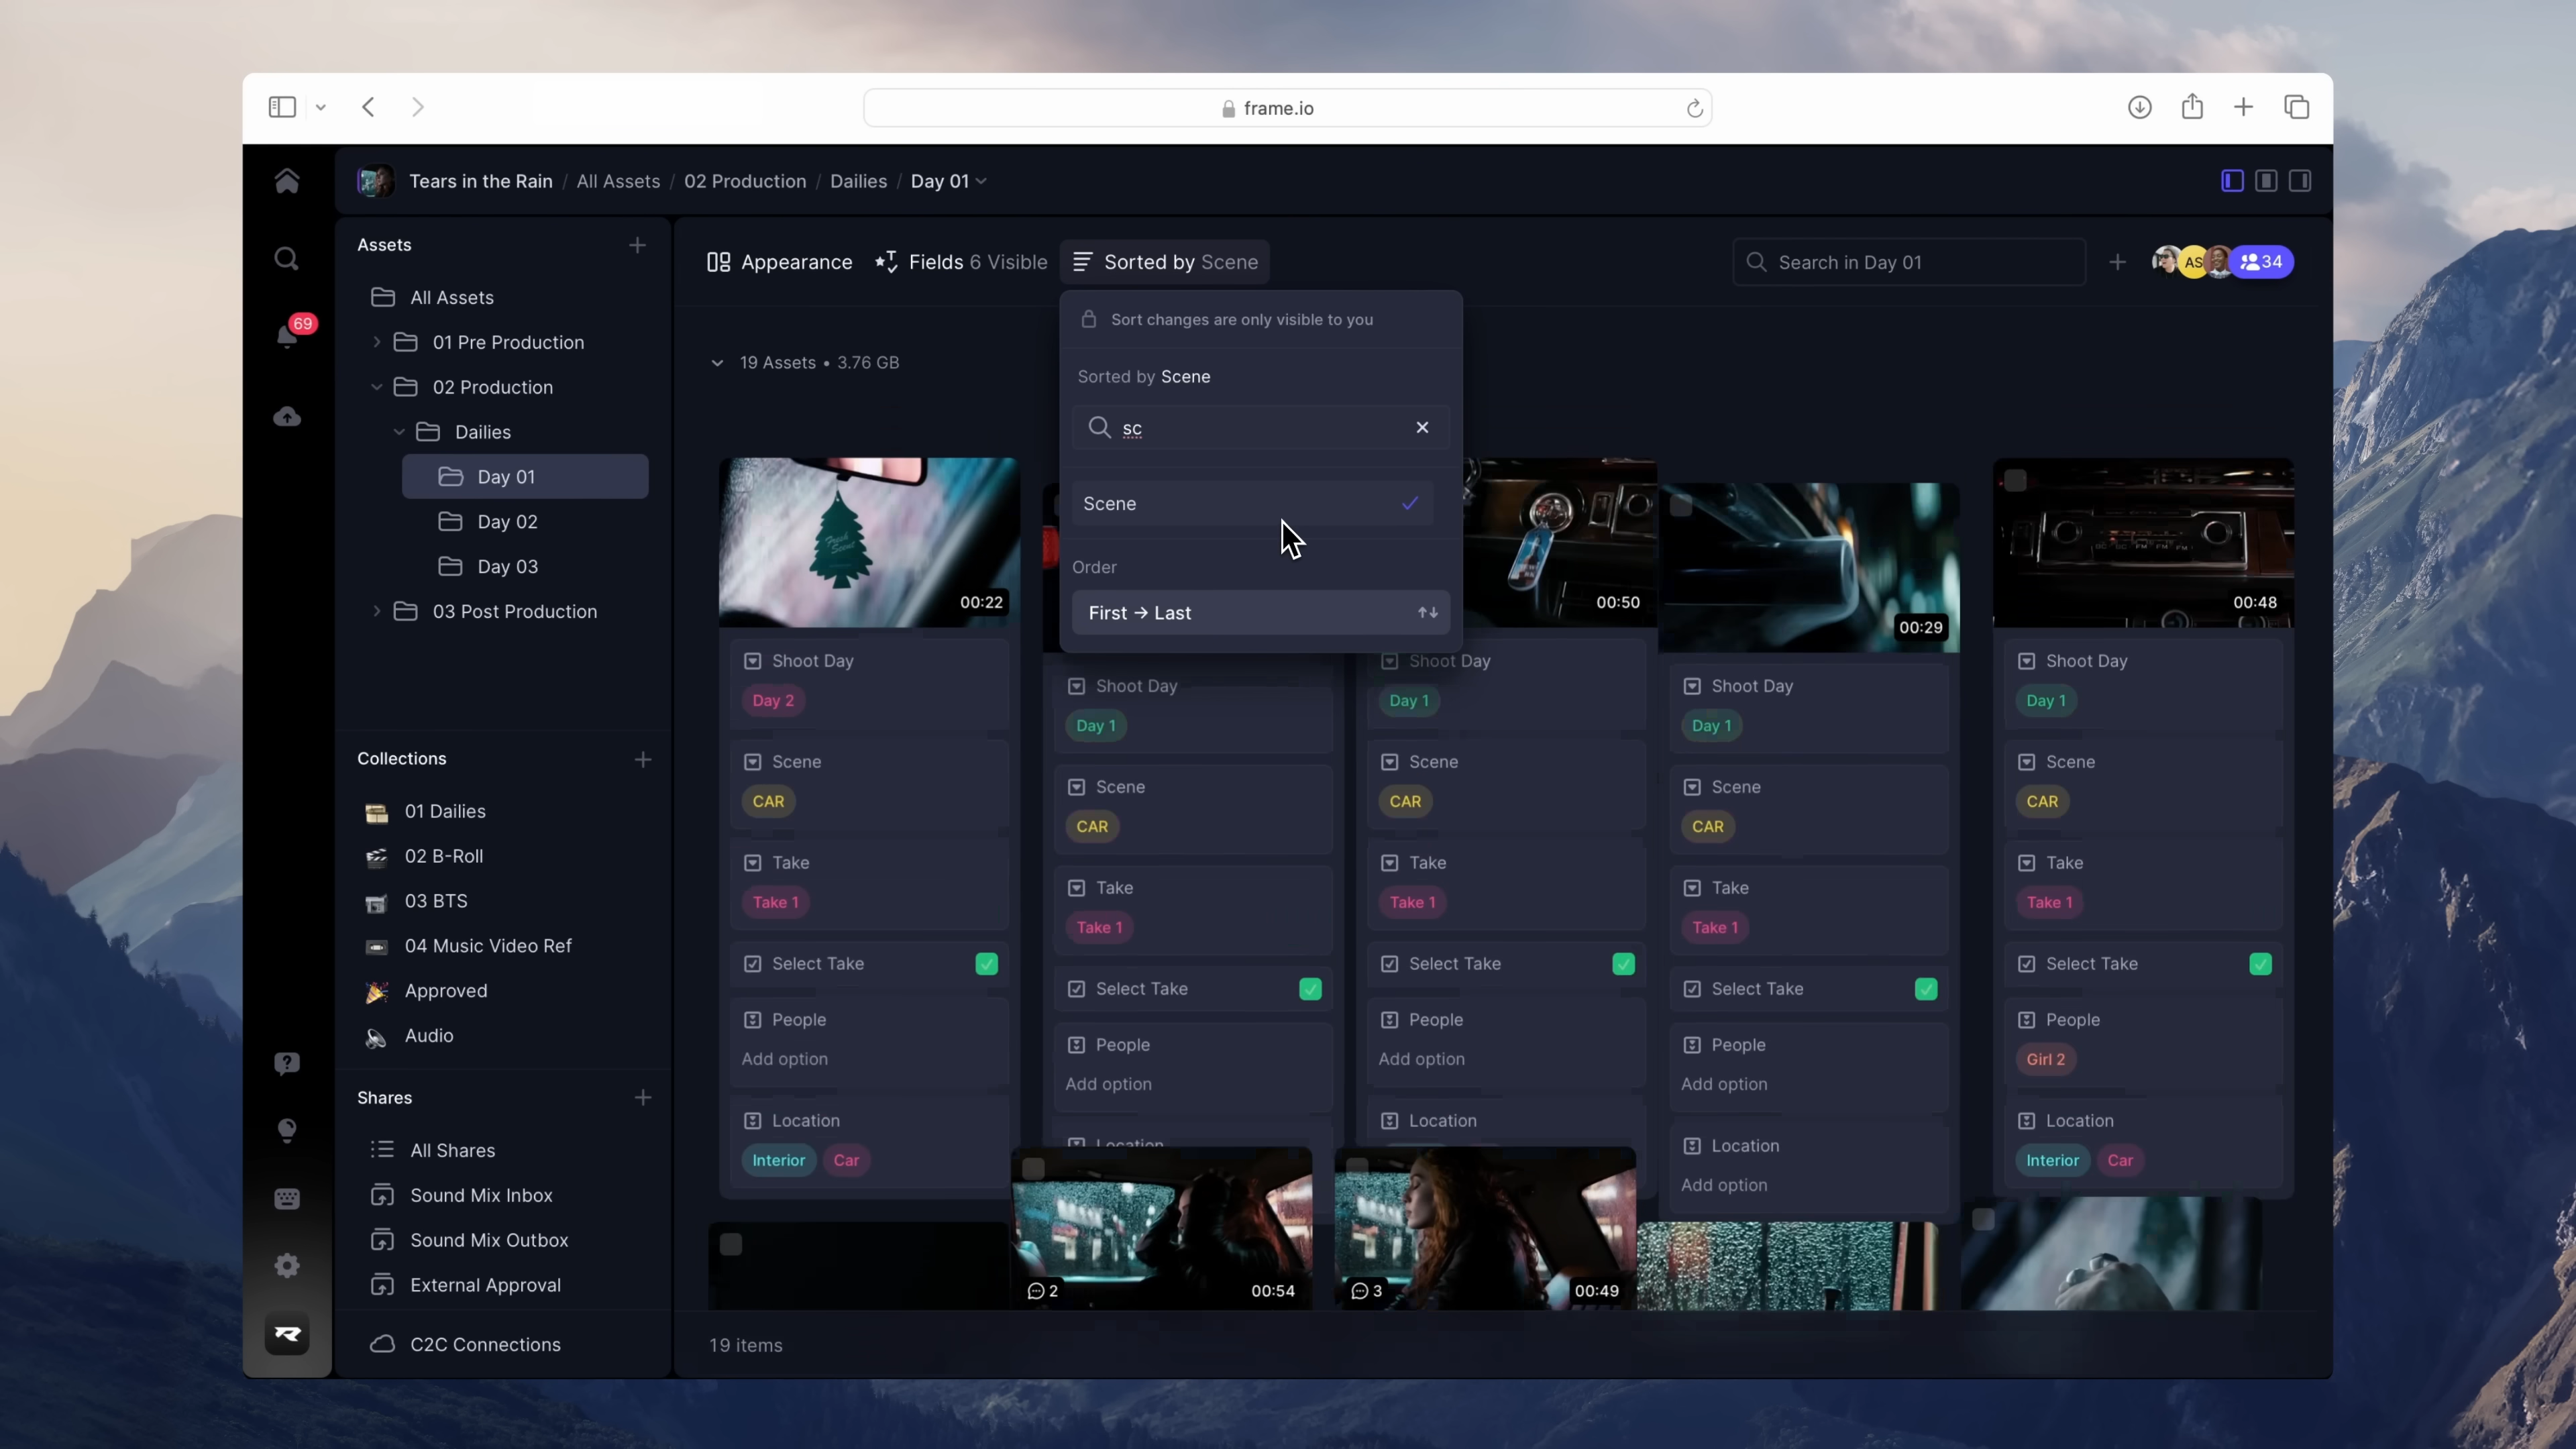 frame.io
Tears in the Rain / All Assets / 02 Production / Dailies / Day 01
Assets
All Assets
69
01 Pre Production
02 Production
Dailies
Day 01
Day 02
Day 03
03 Post Production
Collections
01 Dailies
02 B-Roll
03 BTS
04 Music Video Ref
Approved
Audio
Shares
All Shares
Sound Mix Inbox
Sound Mix Outbox
External Approval
C2C Connections
Appearance Fields 6 Visible Sorted by Scene
Search in Day 01
AS
34
19 Assets • 3.76 GB
Sort changes are only visible to you
Sorted by Scene
sc
Scene
Order
First → Last
Fresh
Scent
00:22
Shoot Day
Day 2
Scene
CAR
Take
Take 1
Select Take
People
Add option
Location
Interior Car
Shoot Day
Day 1
Scene
CAR
Take
Take 1
Select Take
People
Add option
Location
00:50
Shoot Day
Day 1
Scene
CAR
Take
Take 1
Select Take
People
Add option
Location
00:29
Shoot Day
Day 1
Scene
CAR
Take
Take 1
Select Take
People
Add option
Location
Add option
00:48
Shoot Day
Day 1
Scene
CAR
Take
Take 1
Select Take
People
Girl 2
Location
Interior Car
2
00:54
3
00:49
19 items